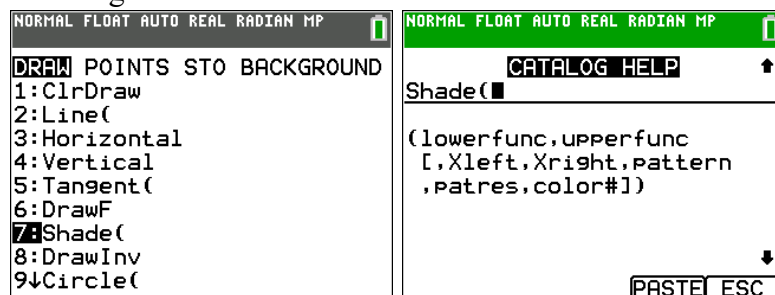 NORMAL FLOAT AUTO REAL RADIAN MP
DRAW POINTS STO BACKGROUND
1:ClrDraw
2:Line(
3:Horizontal
4:Vertical
5:Tangent(
6:DrawF
7:Shade(
8:DrawInv
9↓Circle(
NORMAL FLOAT AUTO REAL RADIAN MP
CATALOG HELP
Shade(
(lowerfunc,upperfunc
[,Xleft,Xright,pattern
,patres,color#])
PASTE ESC